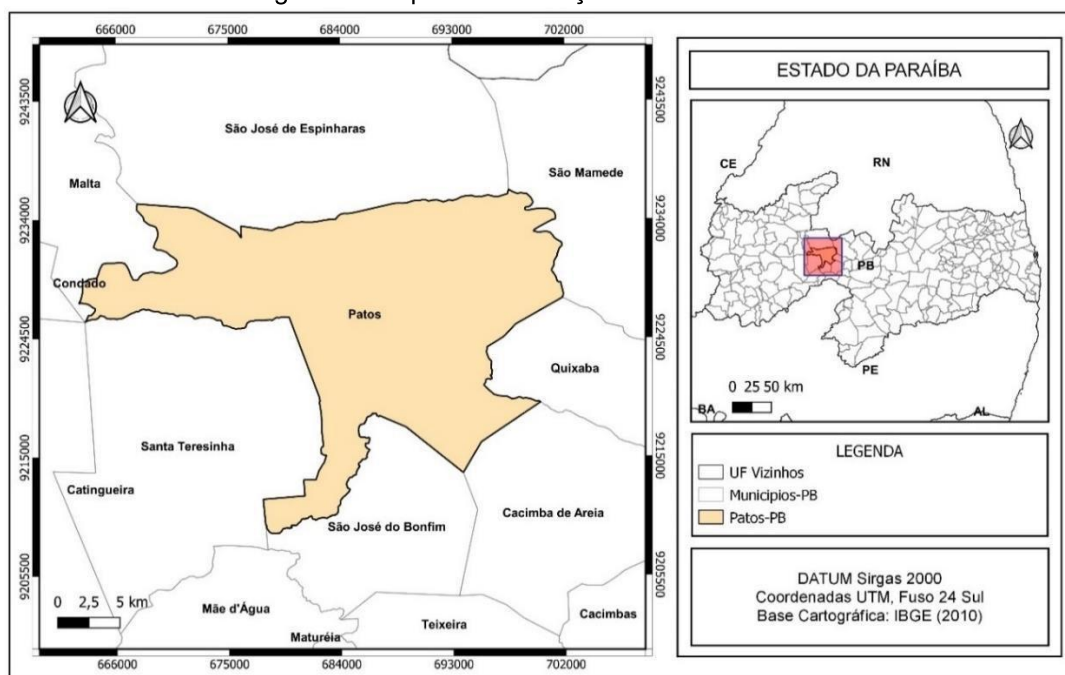 666000 675000 684000 693000 702000
9243500
9234000
9224500
9215000
9205500
São José de Espinharas
São Mamede
Malta
Condado
Patos
Quixaba
Santa Teresinha
Catingueira
São José do Bonfim
Cacimba de Areia
Mãe d'Água
Maturéia
Teixeira
Cacimbas
0 2,5 5 km
9243500
9234000
9224500
9215000
9205500
666000 675000 684000 693000 702000
ESTADO DA PARAÍBA
CE
RN
PB
PE
BA
AL
0 25 50 km
LEGENDA
UF Vizinhos
Municipios-PB
Patos-PB
DATUM Sirgas 2000
Coordenadas UTM, Fuso 24 Sul
Base Cartográfica: IBGE (2010)